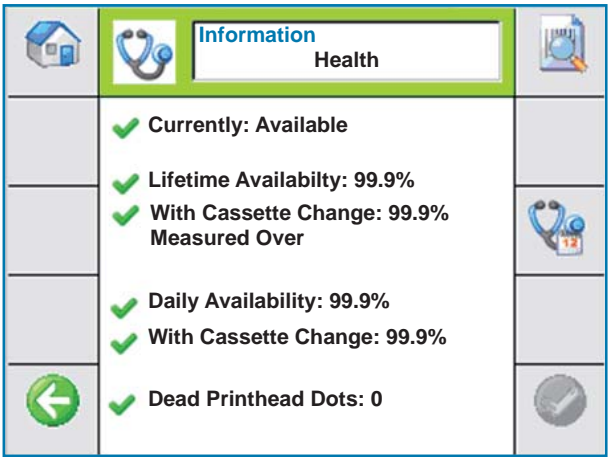 Information
Health
Currently: Available
Lifetime Availabilty: 99.9%
With Cassette Change: 99.9%
Measured Over
12
Daily Availability: 99.9%
With Cassette Change: 99.9%
Dead Printhead Dots: 0